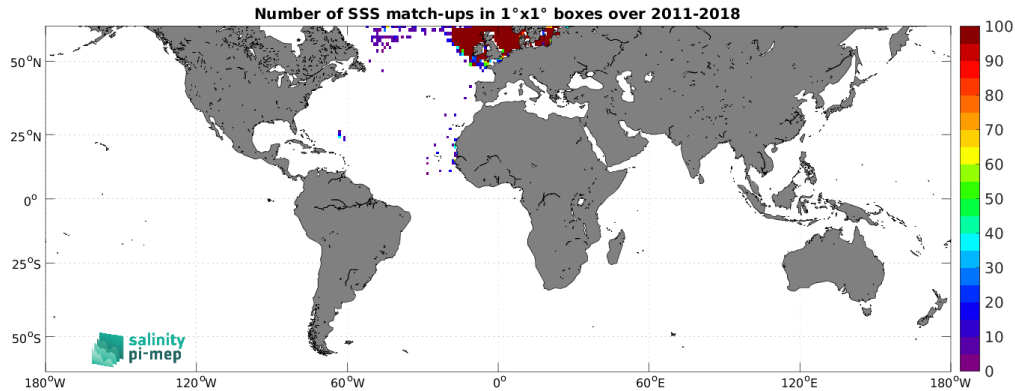 Number of SSS match-ups in 1°x1° boxes over 2011-2018
100
90
80
70
60
50
40
30
20
10
0
50°N
25°N
0°
25°S
50°S
salinity
pi-mep
180°W 120°W 60°W 0° 60°E 120°E 180°W